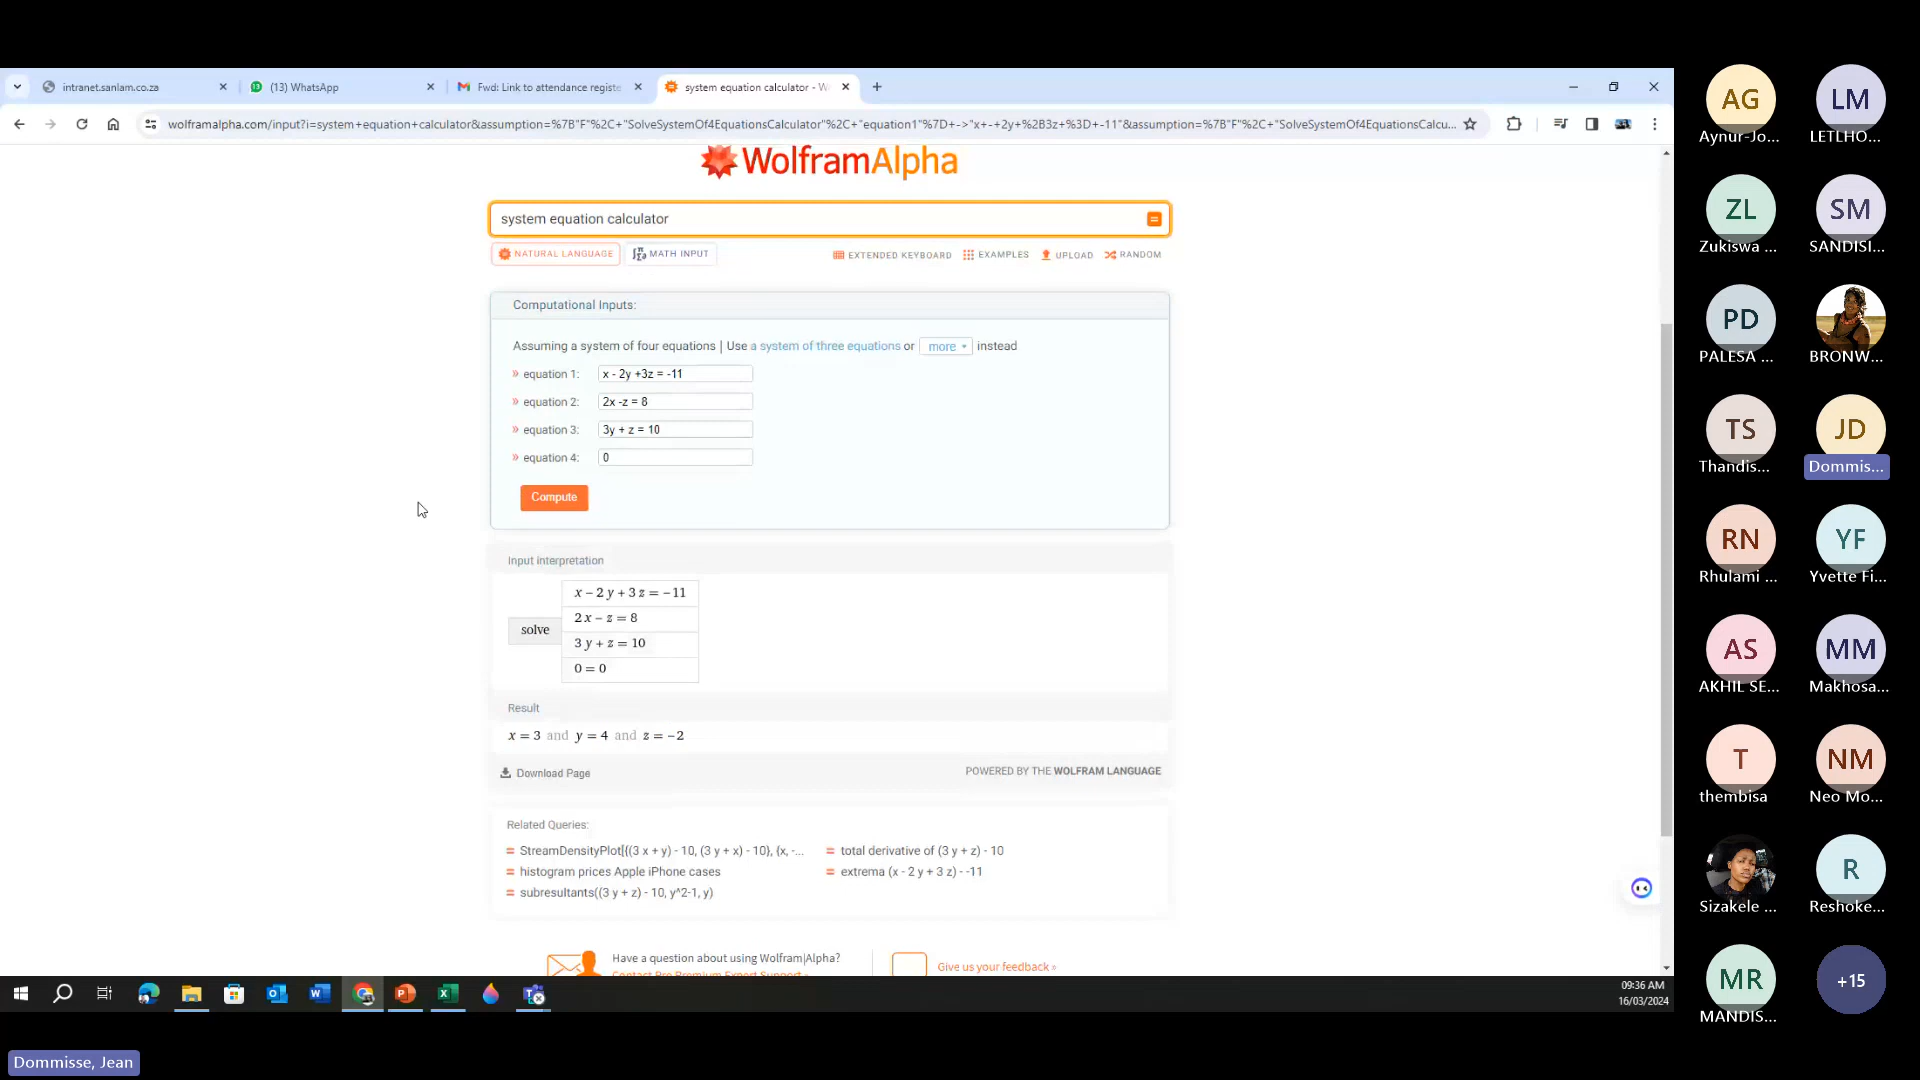 intranet.sanlam.co.za
(13) WhatsApp
Fwd: Link to attendance registe
system equation calculator - W
wolframalpha.com/input?i=system+equation+calculator&assumption=%7B"F"%2C+"SolveSystemOf4EquationsCalculator"%2C+"equation1"%7D+->"x+-+2y+%2B3z+%3D+-11"&assumption=%7B"F"%2C+"SolveSystemOf4EquationsCalcu...
WolframAlpha
system equation calculator
NATURAL LANGUAGE
MATH INPUT
EXTENDED KEYBOARD
EXAMPLES
UPLOAD
RANDOM
Computational Inputs:
Assuming a system of four equations | Use a system of three equations or more instead
equation 1: x - 2y +3z = -11
equation 2: 2x -z = 8
equation 3: 3y + z = 10
equation 4: 0
Compute
Input interpretation
solve
x − 2 y + 3 z = −11
2 x − z = 8
3 y + z = 10
0 = 0
Result
x = 3 and y = 4 and z = −2
Download Page
POWERED BY THE WOLFRAM LANGUAGE
Related Queries:
= StreamDensityPlot[{(3 x + y) - 10, (3 y + x) - 10}, {x, -...
= total derivative of (3 y + z) - 10
= histogram prices Apple iPhone cases
= extrema (x - 2 y + 3 z) - -11
= subresultants((3 y + z) - 10, y^2-1, y)
Have a question about using Wolfram|Alpha?
Contact Pro Premium Expert Support »
Give us your feedback »
09:36 AM
16/03/2024
Dommisse, Jean
AG
Aynur-Jo...
LM
LETLHO...
ZL
Zukiswa ...
SM
SANDISI...
PD
PALESA ...
BRONW...
TS
Thandis...
JD
Dommis...
RN
Rhulami ...
YF
Yvette Fi...
AS
AKHIL SE...
MM
Makhosa...
T
thembisa
NM
Neo Mo...
Sizakele ...
R
Reshoke...
MR
MANDIS...
+15